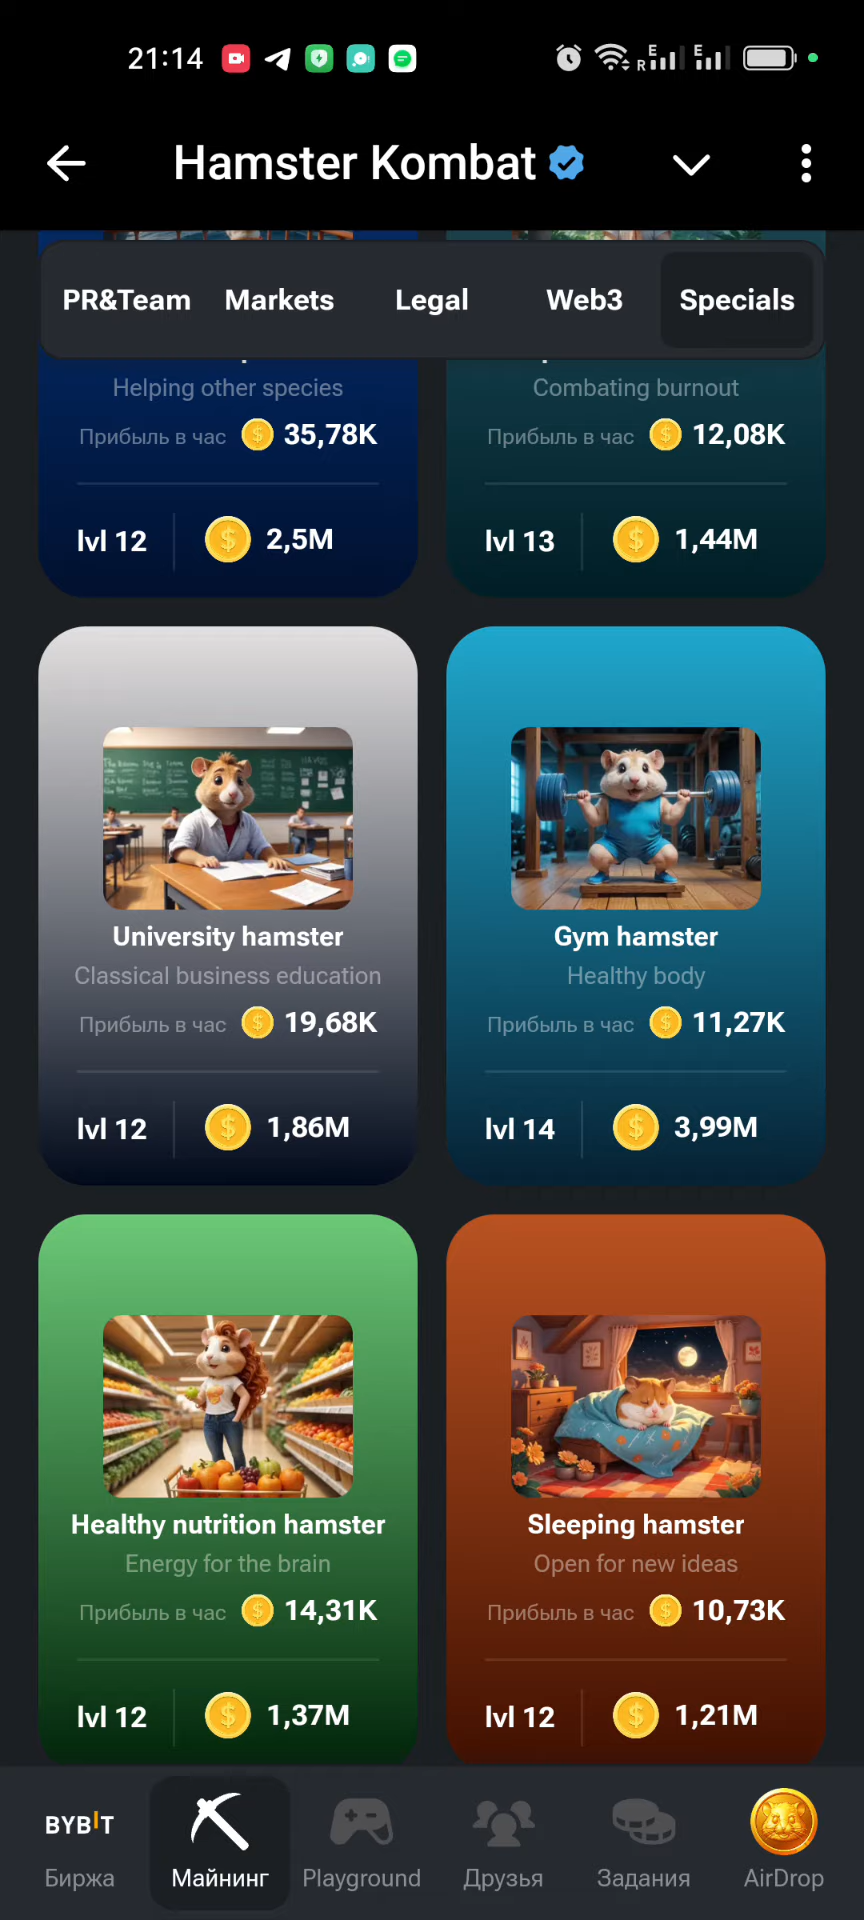 21:14
R E E
Hamster Kombat
PR&Team Markets Legal Web3 Specials
Helping other species
Прибыль в час 35,78K
lvl 12 2,5M
Combating burnout
Прибыль в час 12,08K
lvl 13 1,44M
University hamster
Classical business education
Прибыль в час 19,68K
lvl 12 1,86M
Gym hamster
Healthy body
Прибыль в час 11,27K
lvl 14 3,99M
Healthy nutrition hamster
Energy for the brain
Прибыль в час 14,31K
lvl 12 1,37M
Sleeping hamster
Open for new ideas
Прибыль в час 10,73K
lvl 12 1,21M
BYBIT
Биржа Майнинг Playground Друзья Задания AirDrop